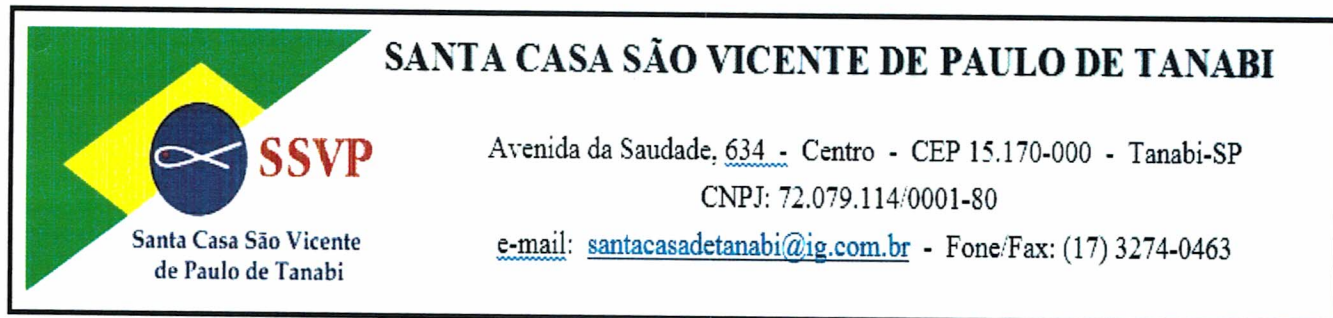 SANTA CASA SÃO VICENTE DE PAULO DE TANABI
Avenida da Saudade, 634 - Centro - CEP 15.170-000 - Tanabi-SP
CNPJ: 72.079.114/0001-80
e-mail: santacasadetanabi@ig.com.br - Fone/Fax: (17) 3274-0463
SSVP
Santa Casa São Vicente
de Paulo de Tanabi